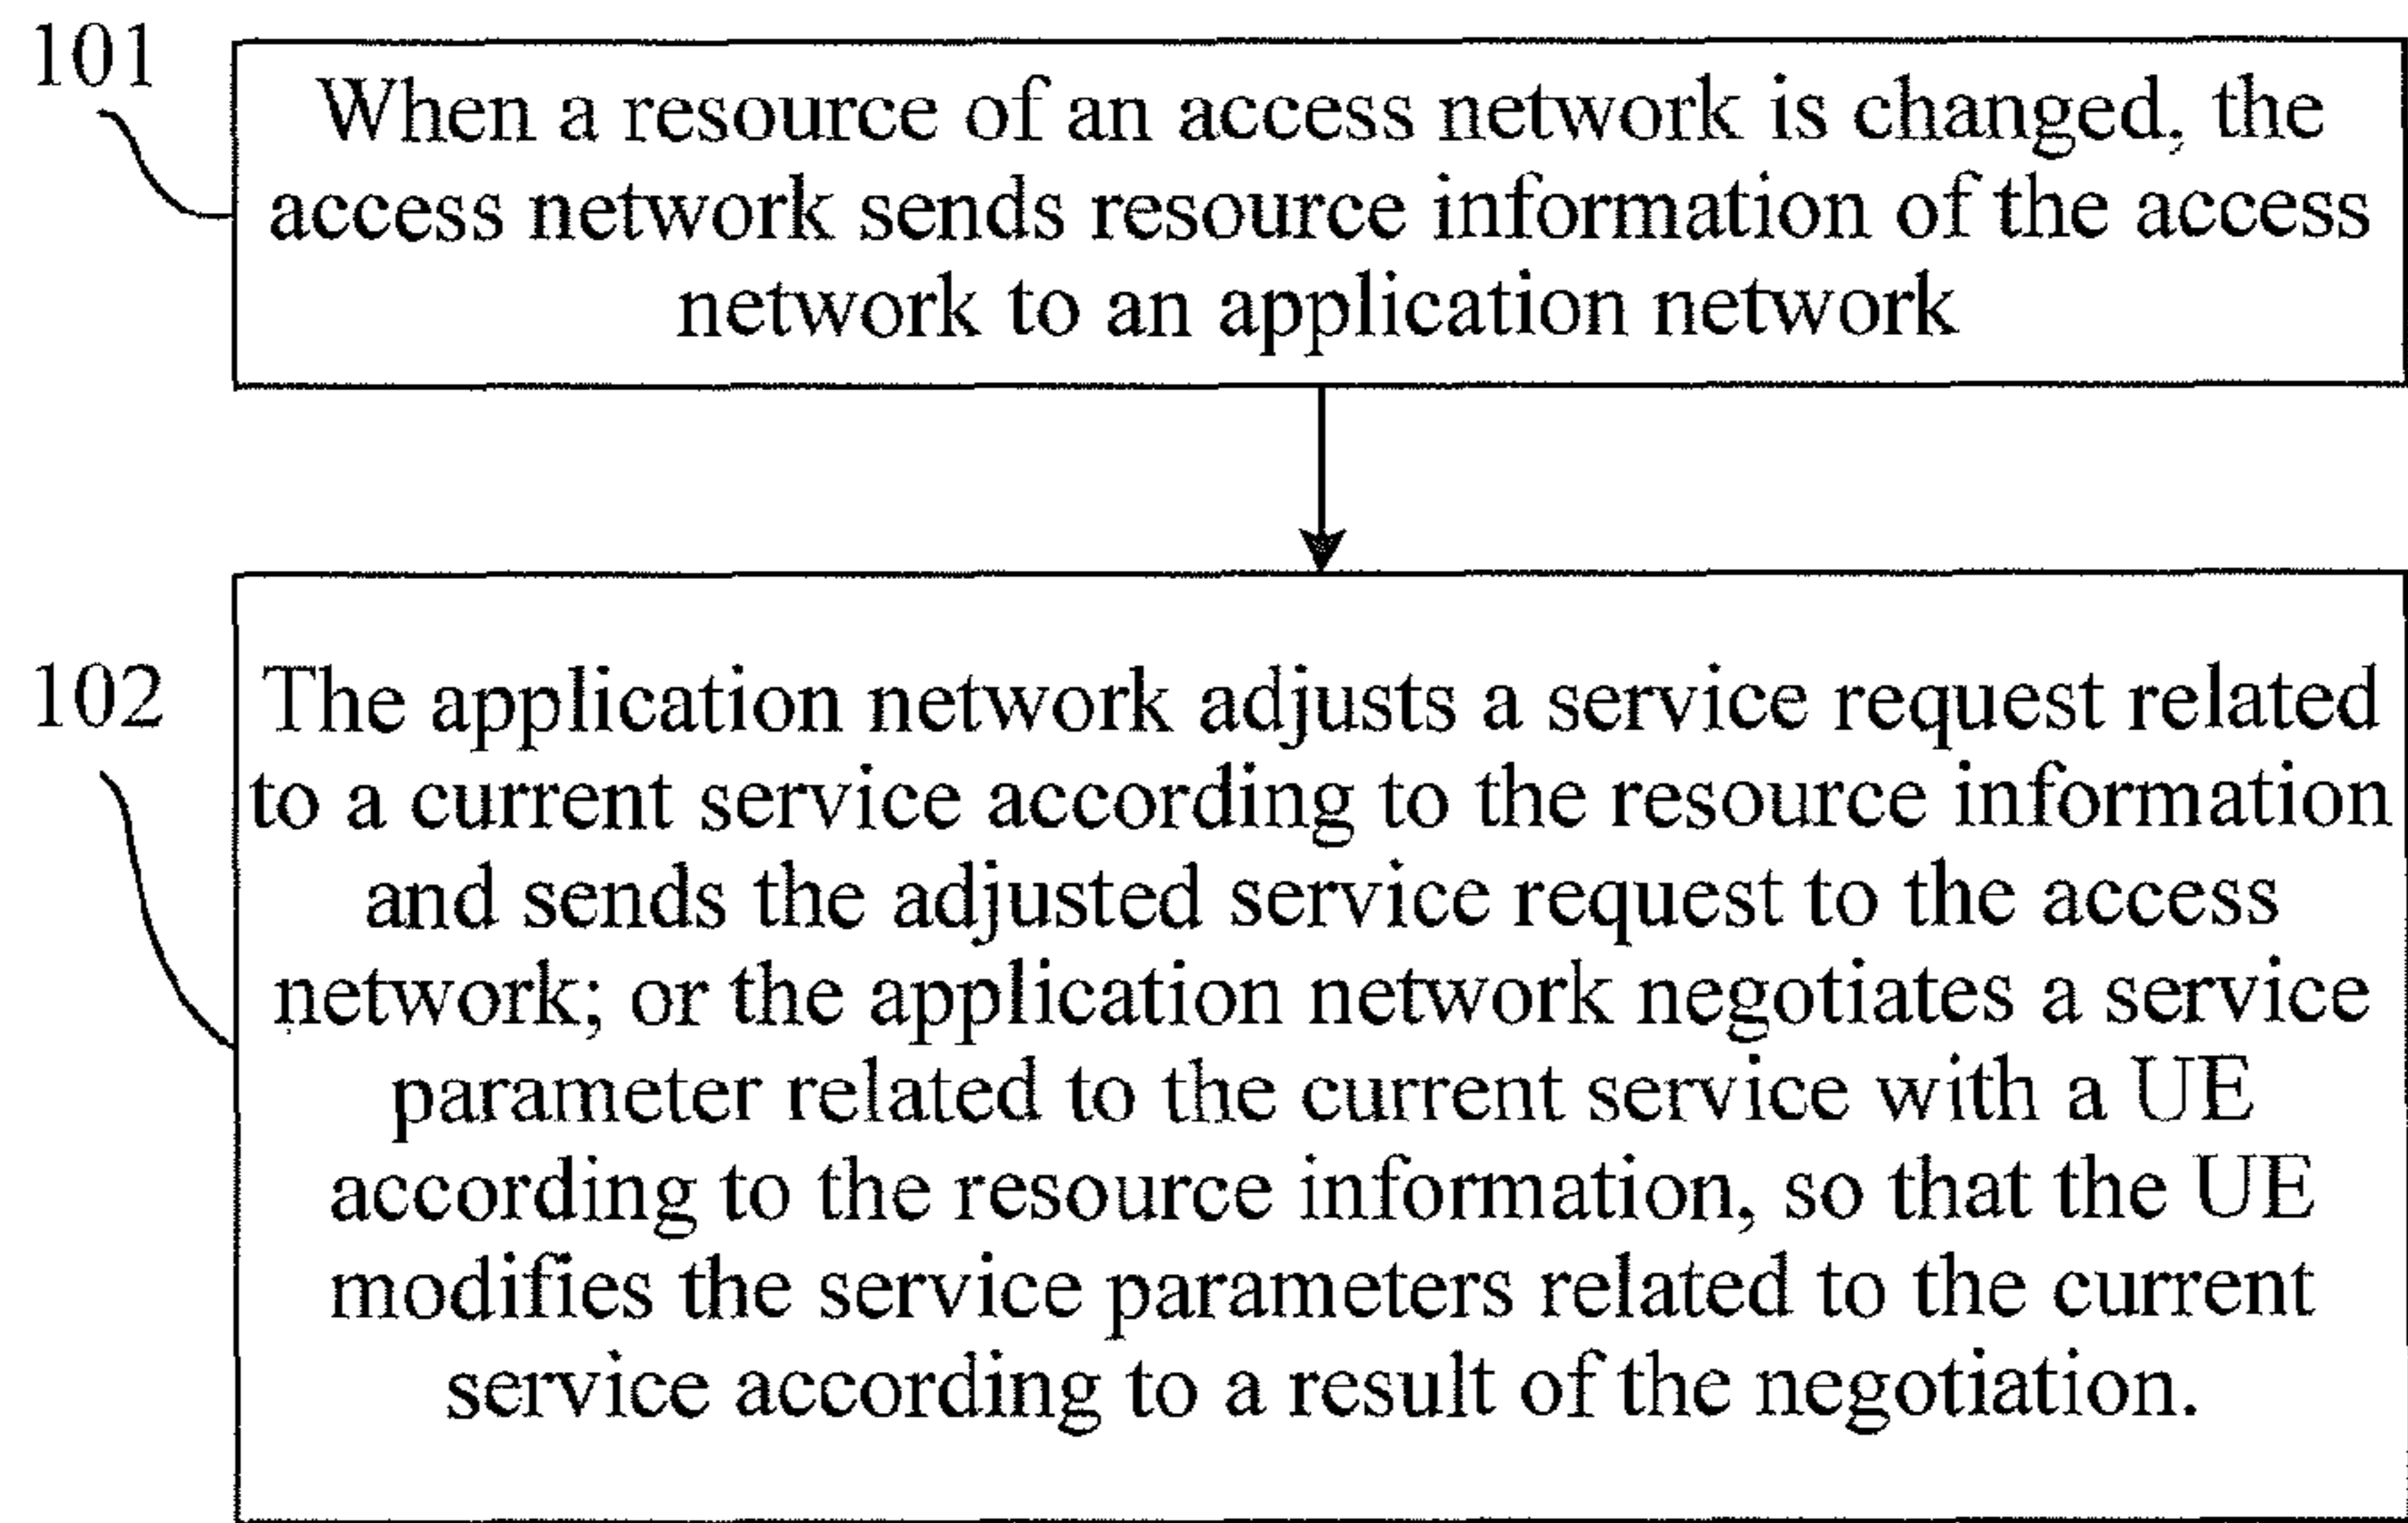 101
When a resource of an access network is changed, the
access network sends resource information of the access
network to an application network
102
The application network adjusts a service request related
to a current service according to the resource information
and sends the adjusted service request to the access
network; or the application network negotiates a service
parameter related to the current service with a UE
according to the resource information, so that the UE
modifies the service parameters related to the current
service according to a result of the negotiation.